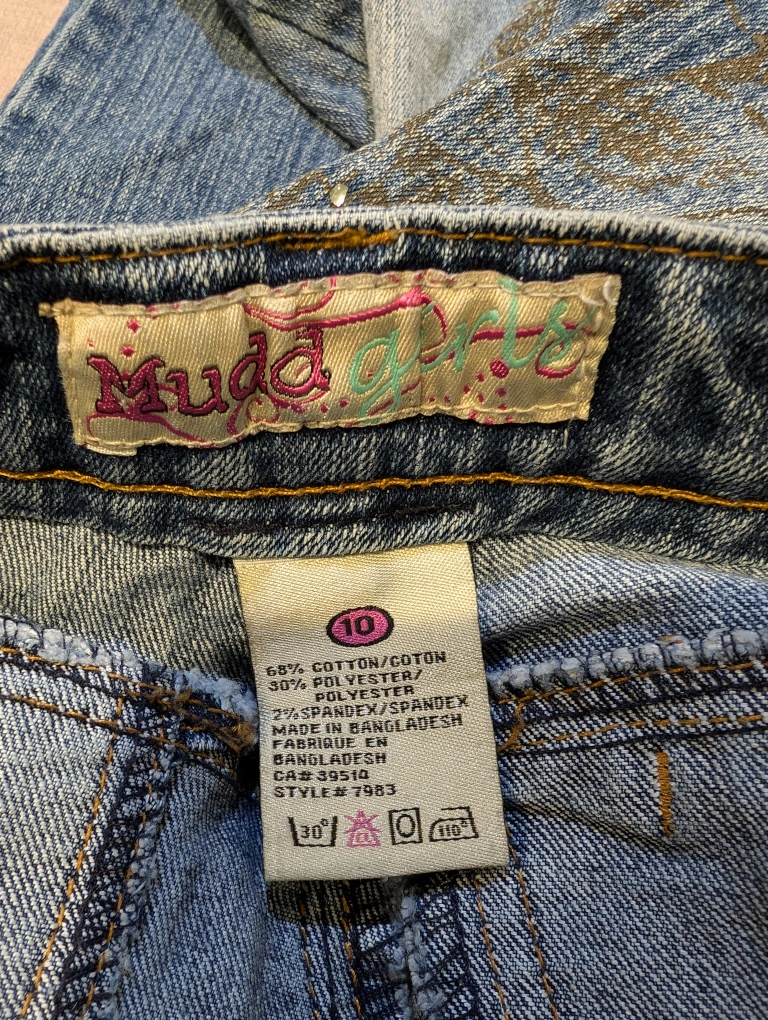 Mudd girls
10
68% COTTON/COTON
30% POLYESTER/
POLYESTER
2% SPANDEX/SPANDEX
MADE IN BANGLADESH
FABRIQUE EN
BANGLADESH
CA# 39510
STYLE# 7983
30° 110°